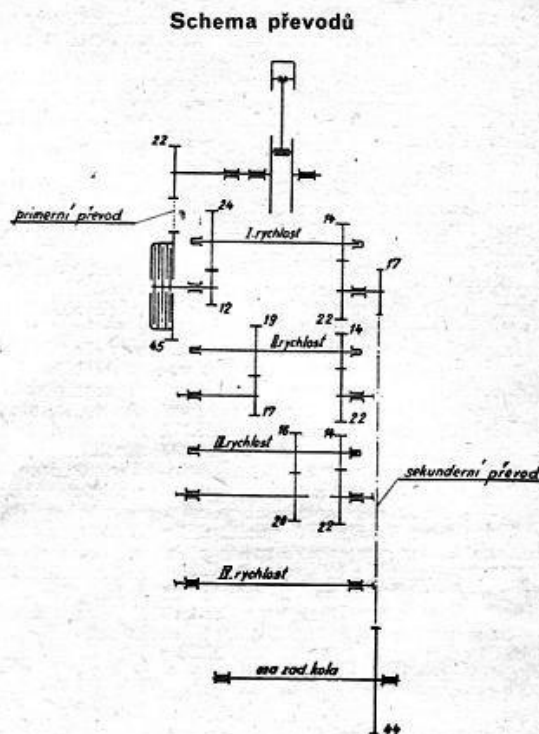 Schema převodů
22
primerní převod
24
14
I. rychlost
17
12
22
45
19
14
II. rychlost
17
22
16
14
III. rychlost
sekunderní převod
20
22
IV. rychlost
osa zad. kola
44